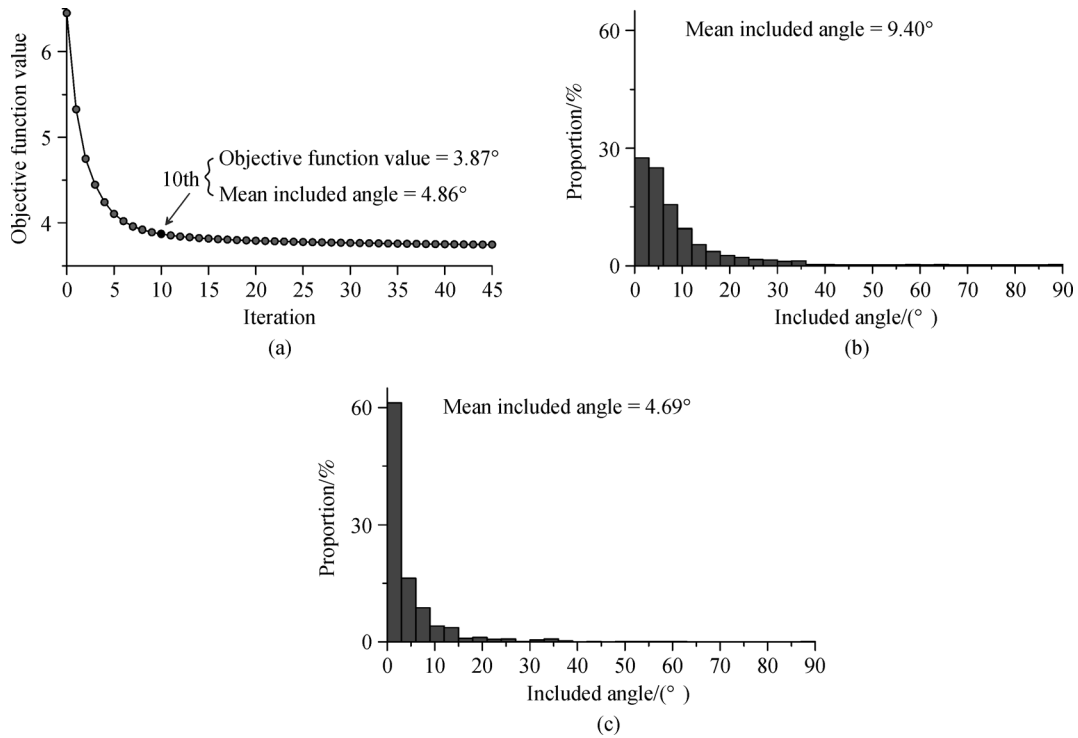 Objective function value
6
5
4
10th
Objective function value = 3.87°
Mean included angle = 4.86°
0 5 10 15 20 25 30 35 40 45
Iteration
(a)
Proportion/%
Mean included angle = 9.40°
60
30
0
0 10 20 30 40 50 60 70 80 90
Included angle/(° )
(b)
Proportion/%
Mean included angle = 4.69°
60
30
0
0 10 20 30 40 50 60 70 80 90
Included angle/(° )
(c)